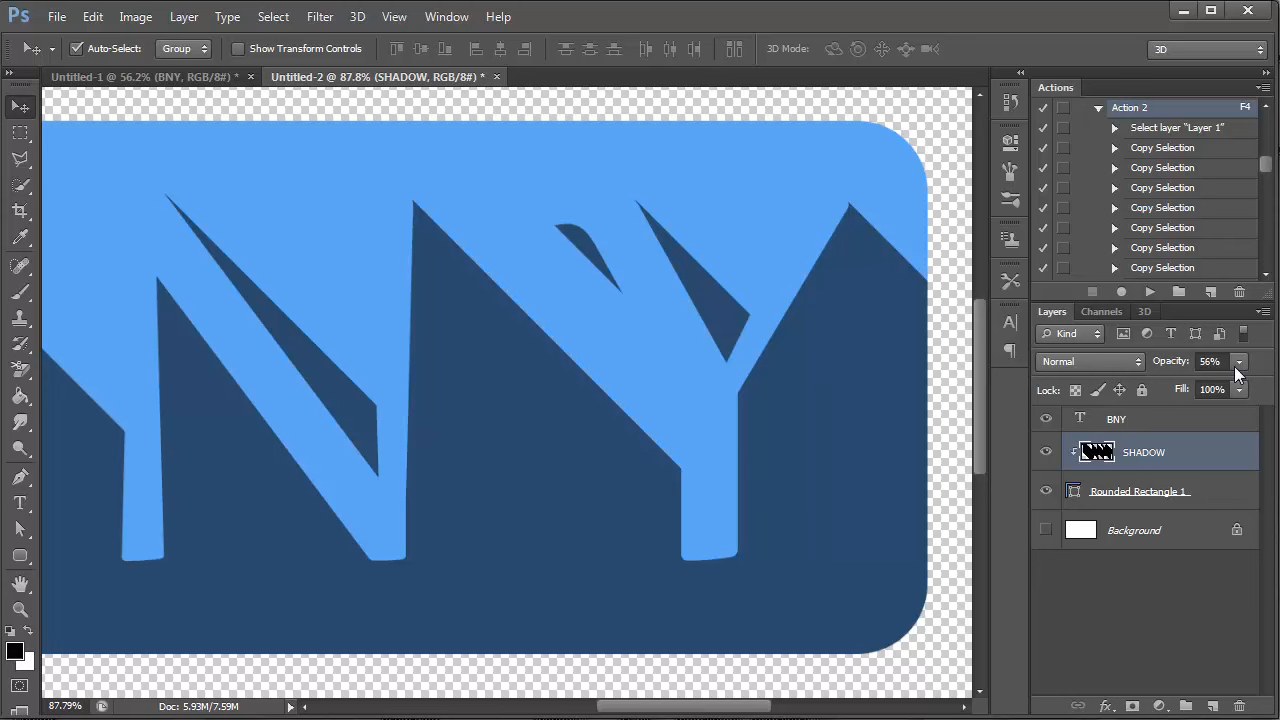 Ps File Edit Image Layer Type Select Filter 3D View Window Help
Auto-Select: Group Show Transform Controls 3D Mode: 3D
Untitled-1 @ 56.2% (BNY, RGB/8#) * × Untitled-2 @ 87.8% (SHADOW, RGB/8#) * ×
Actions
Action 2 F4
Select layer "Layer 1"
Copy Selection
Copy Selection
Copy Selection
Copy Selection
Copy Selection
Copy Selection
Copy Selection
Layers Channels 3D
Kind
Normal Opacity: 56%
Lock: Fill: 100%
T BNY
SHADOW
Rounded Rectangle 1
Background
NY
87.79% Doc: 5.93M/7.59M